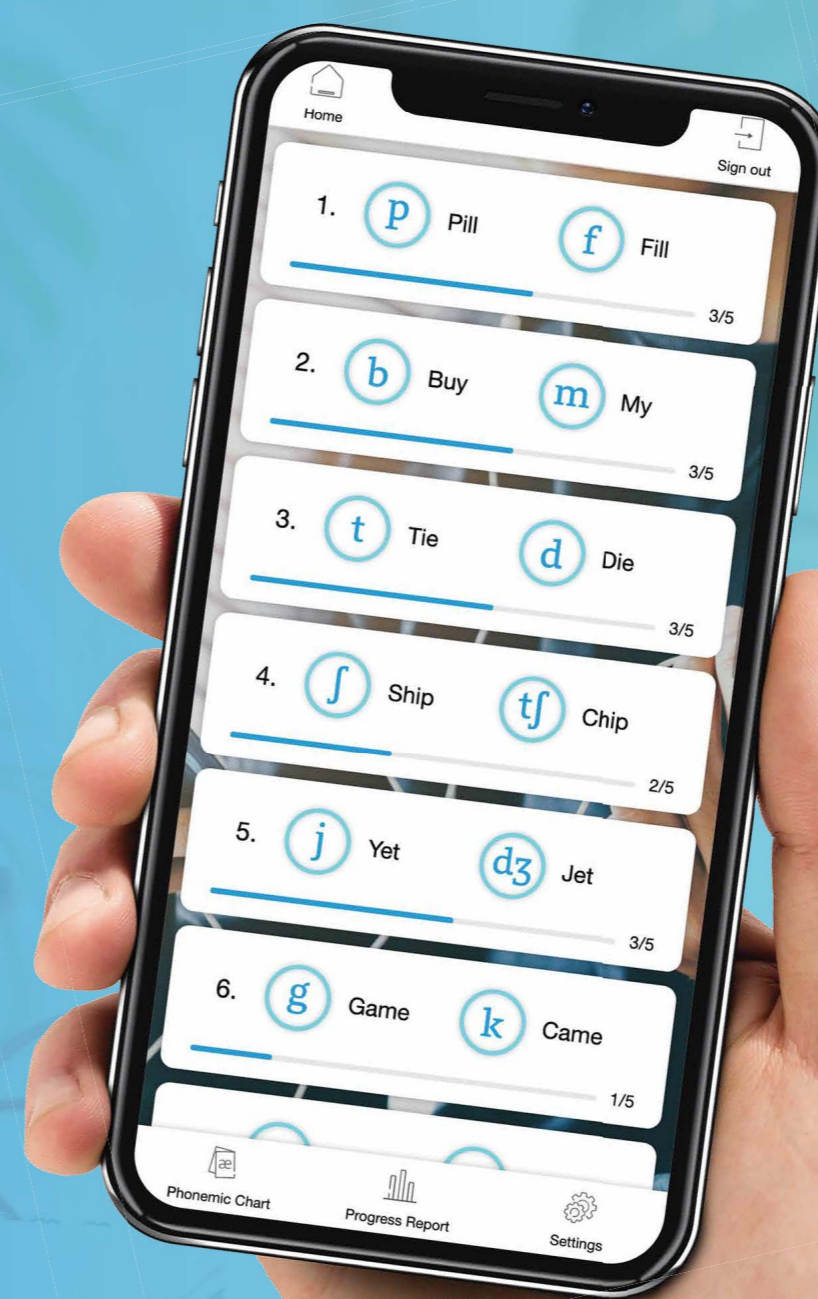 Home
Sign out
1. p Pill f Fill
3/5
2. b Buy m My
3/5
3. t Tie d Die
3/5
4. ʃ Ship tʃ Chip
2/5
5. j Yet dʒ Jet
3/5
6. g Game k Came
1/5
æ
Phonemic Chart
Progress Report
Settings